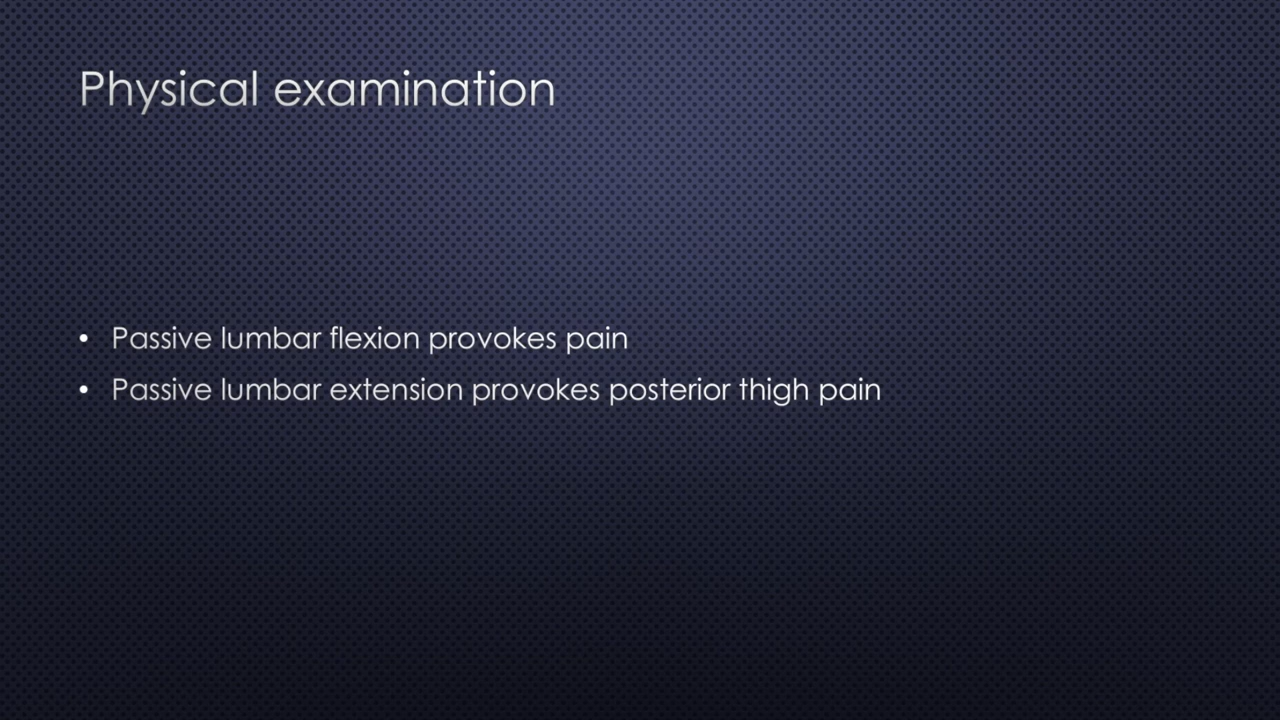 Physical examination
• Passive lumbar flexion provokes pain
• Passive lumbar extension provokes posterior thigh pain